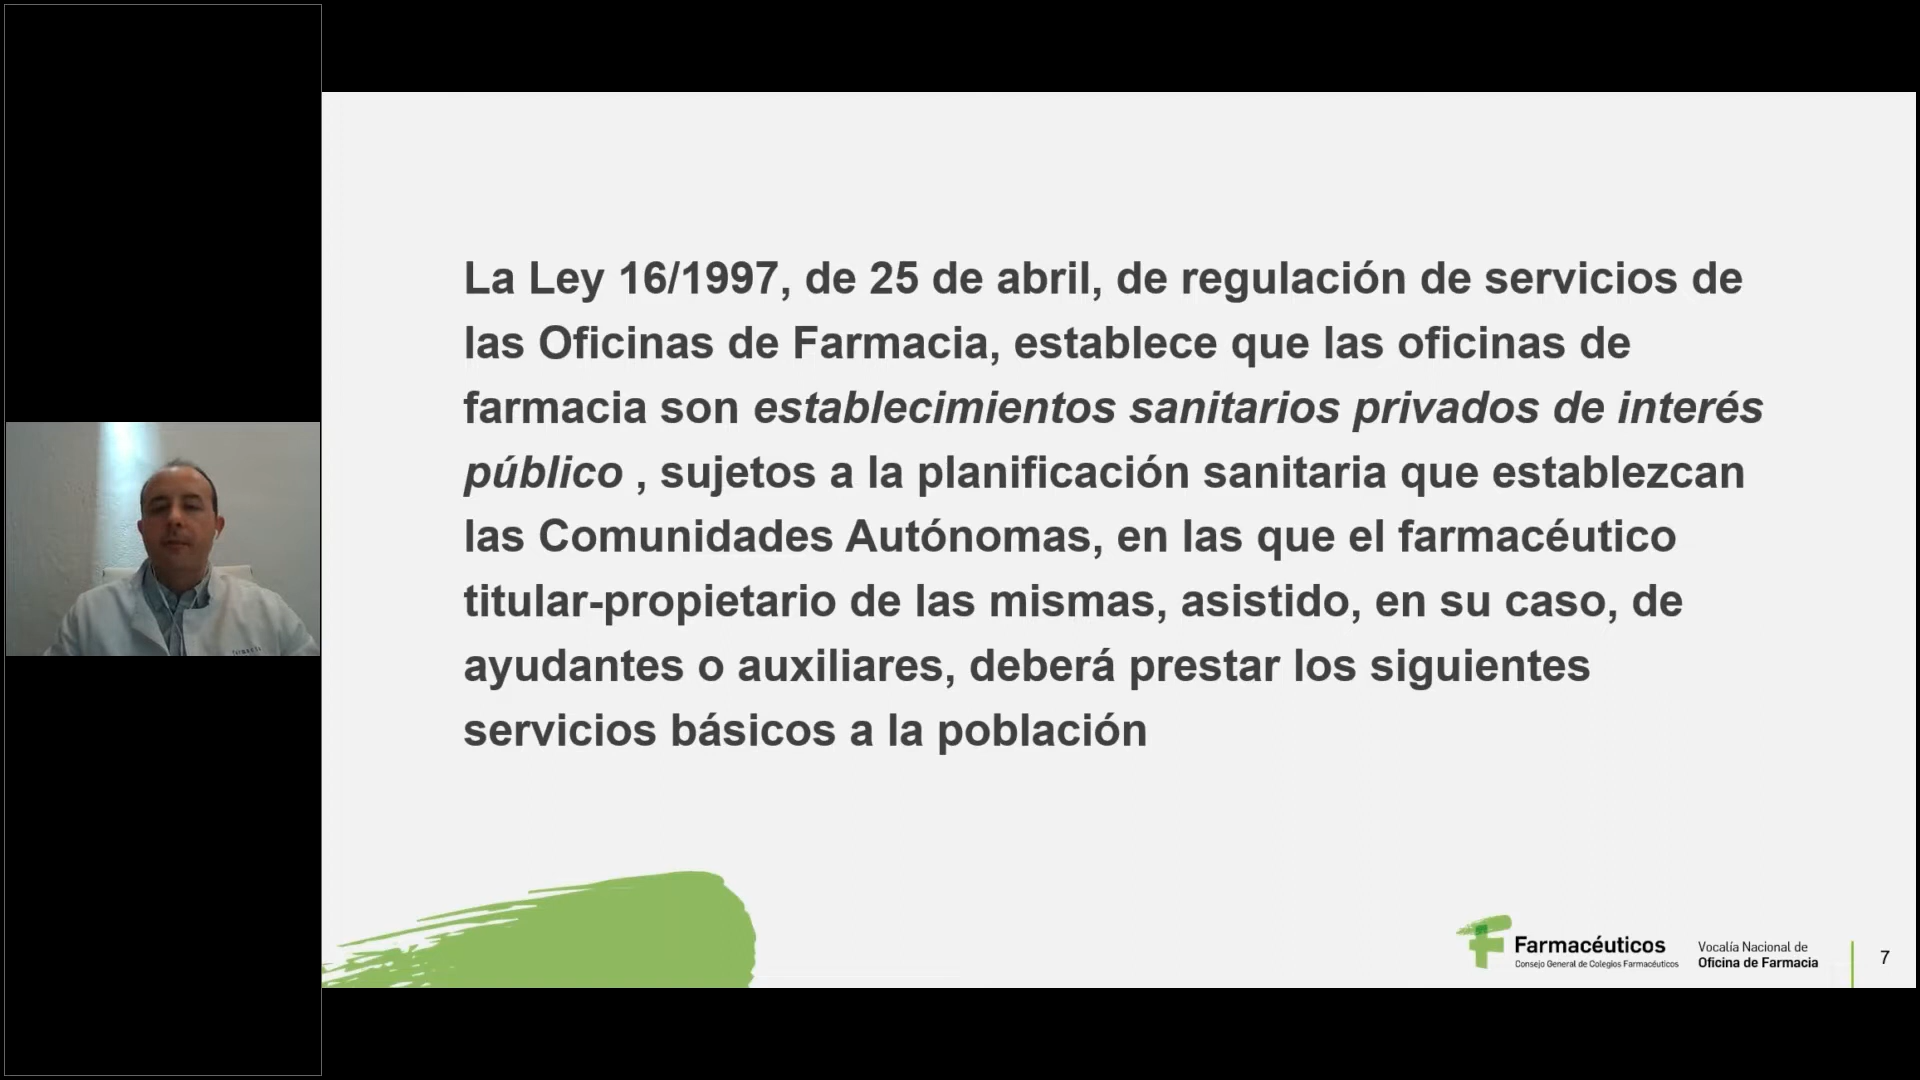 La Ley 16/1997, de 25 de abril, de regulación de servicios de
las Oficinas de Farmacia, establece que las oficinas de
farmacia son establecimientos sanitarios privados de interés
público , sujetos a la planificación sanitaria que establezcan
las Comunidades Autónomas, en las que el farmacéutico
titular-propietario de las mismas, asistido, en su caso, de
ayudantes o auxiliares, deberá prestar los siguientes
servicios básicos a la población
Farmacéuticos
Consejo General de Colegios Farmacéuticos
Vocalía Nacional de
Oficina de Farmacia
7